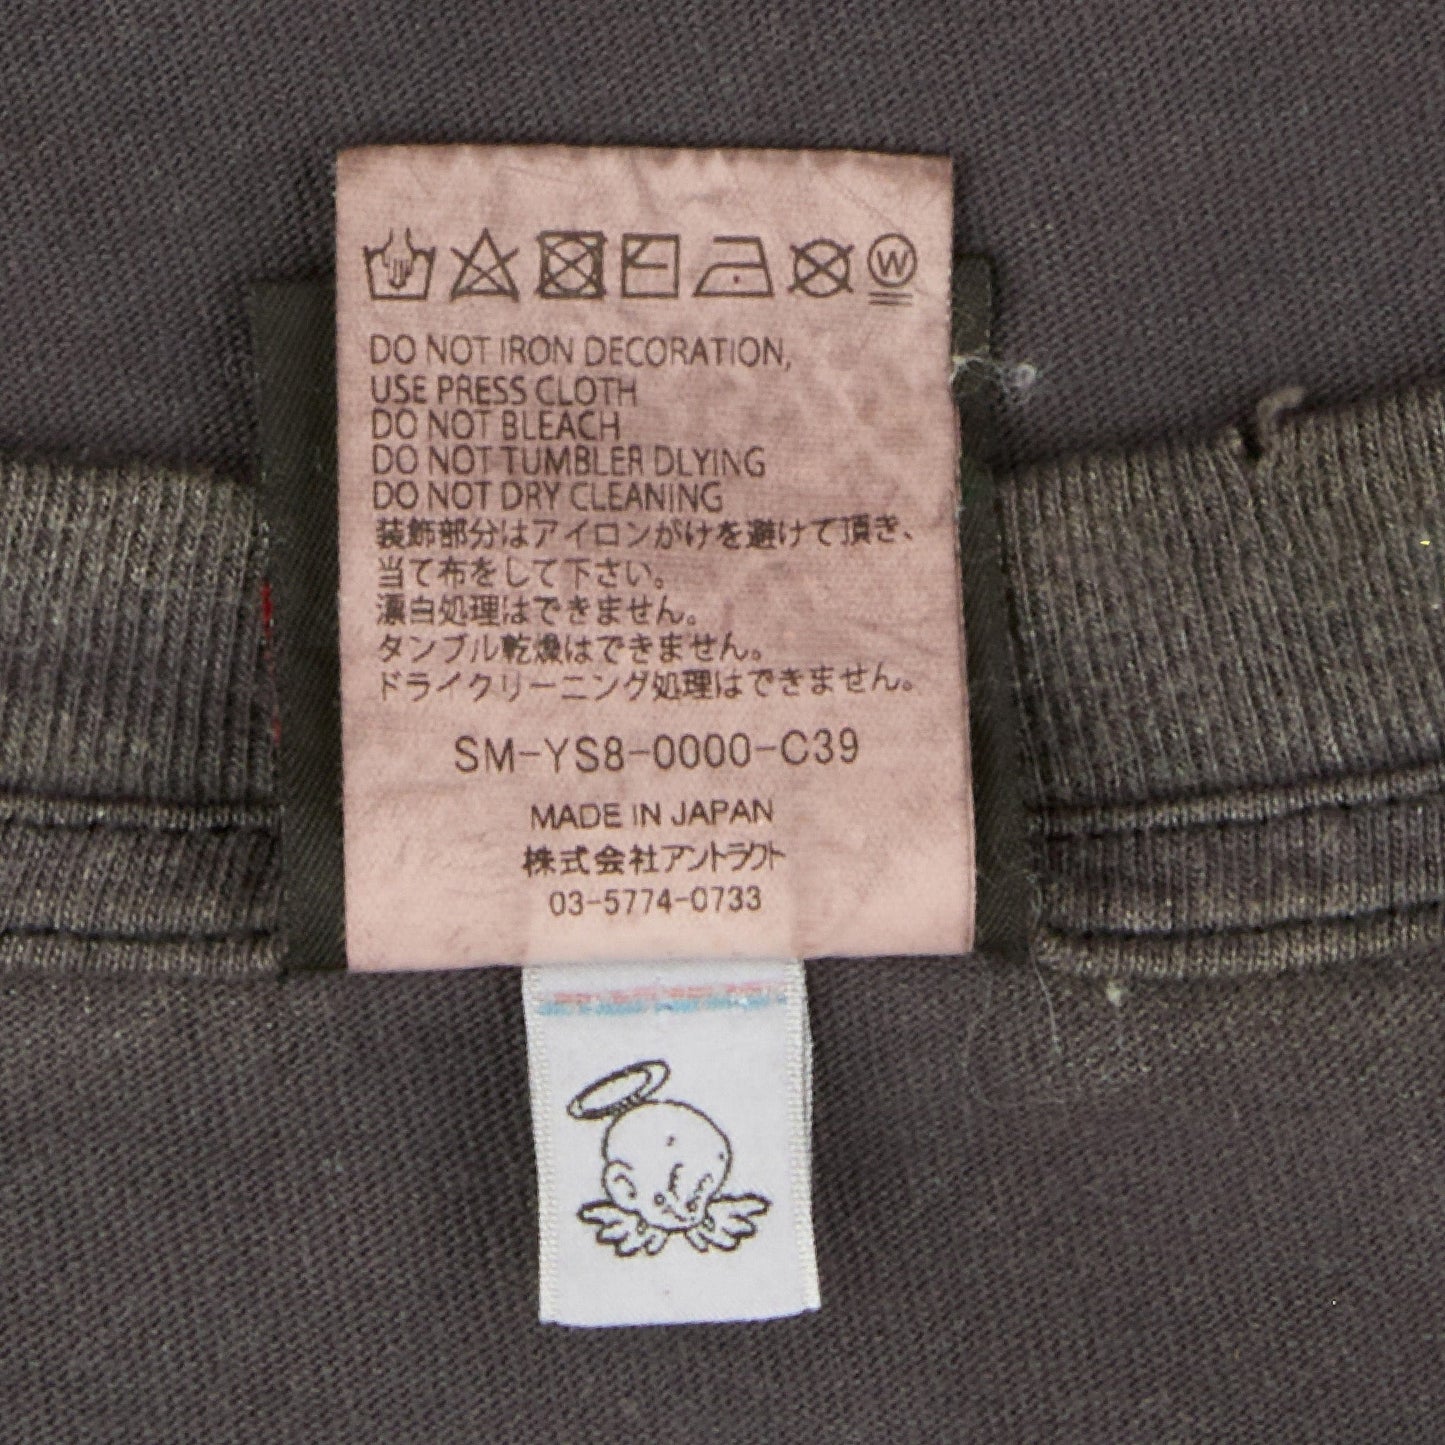 W
DO NOT IRON DECORATION,
USE PRESS CLOTH
DO NOT BLEACH
DO NOT TUMBLER DLYING
DO NOT DRY CLEANING
装飾部分はアイロンがけを避けて頂き、
当て布をして下さい。
漂白処理はできません。
タンブル乾燥はできません。
ドライクリーニング処理はできません。
SM-YS8-0000-C39
MADE IN JAPAN
株式会社アントラクト
03-5774-0733